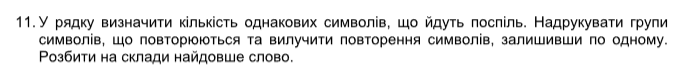 11. У рядку визначити кількість однакових символів, що йдуть поспіль. Надрукувати групи
символів, що повторюються та вилучити повторення символів, залишивши по одному.
Розбити на склади найдовше слово.